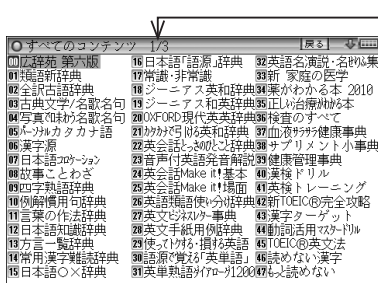 すべてのコンテンツ 1/3 戻る
00広辞苑 第六版
01類語新辞典
02全訳古語辞典
03古典文学/名歌名句
04写真でわかる名歌名句
05パーソナルカタカナ語
06漢字源
07日本語コロケーション
08故事ことわざ
09四字熟語辞典
10例解慣用句辞典
11言葉の作法辞典
12日本語知識辞典
13方言一覧辞典
14常用漢字難読辞典
15日本語○×辞典
16日本語「語源」辞典
17常識・非常識
18ジーニアス英和辞典
19ジーニアス和英辞典
20OXFORD現代英英辞典
21カタカナで引ける和英辞典
22英会話とっさのひとこと辞典
23音声付英語発音解説
24英会話Make it!基本
25英会話Make it!場面
26英語類語使い分け辞典
27英文ビジネスレター事典
28英文手紙用例辞典
29使ってトクする・損する英語
30語源で覚える「英単語」
31英単熟語ダイアローグ1200
32英語名演説・名せりふ集
33新 家庭の医学
34薬がわかる本 2010
35正しい治療がわかる本
36検査のすべて
37血液サラサラ健康事典
38サプリメント小事典
39健康管理事典
40漢検ドリル
41英検トレーニング
42新TOEIC®完全攻略
43漢字ターゲット
44動詞活用マスタードリル
45TOEIC®英文法
46読めない漢字
47もっと読めない